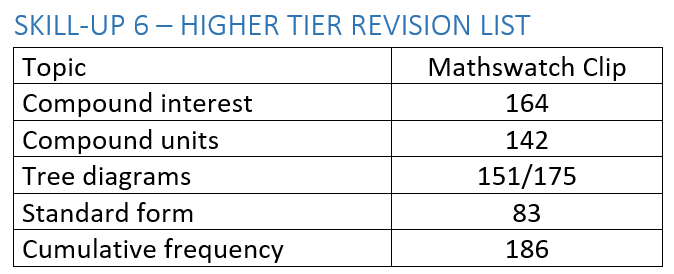 SKILL-UP 6 – HIGHER TIER REVISION LIST
Topic Mathswatch Clip
Compound interest 164
Compound units 142
Tree diagrams 151/175
Standard form 83
Cumulative frequency 186